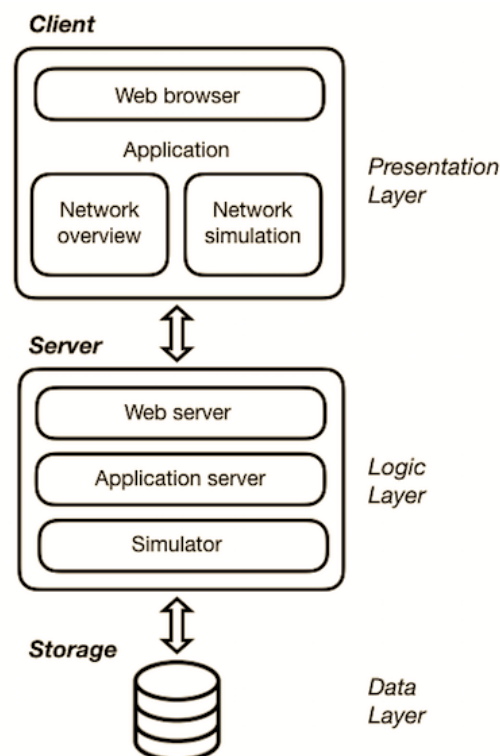 Client
Web browser
Application
Network
overview
Network
simulation
Presentation
Layer
Server
Web server
Application server
Simulator
Logic
Layer
Storage
Data
Layer